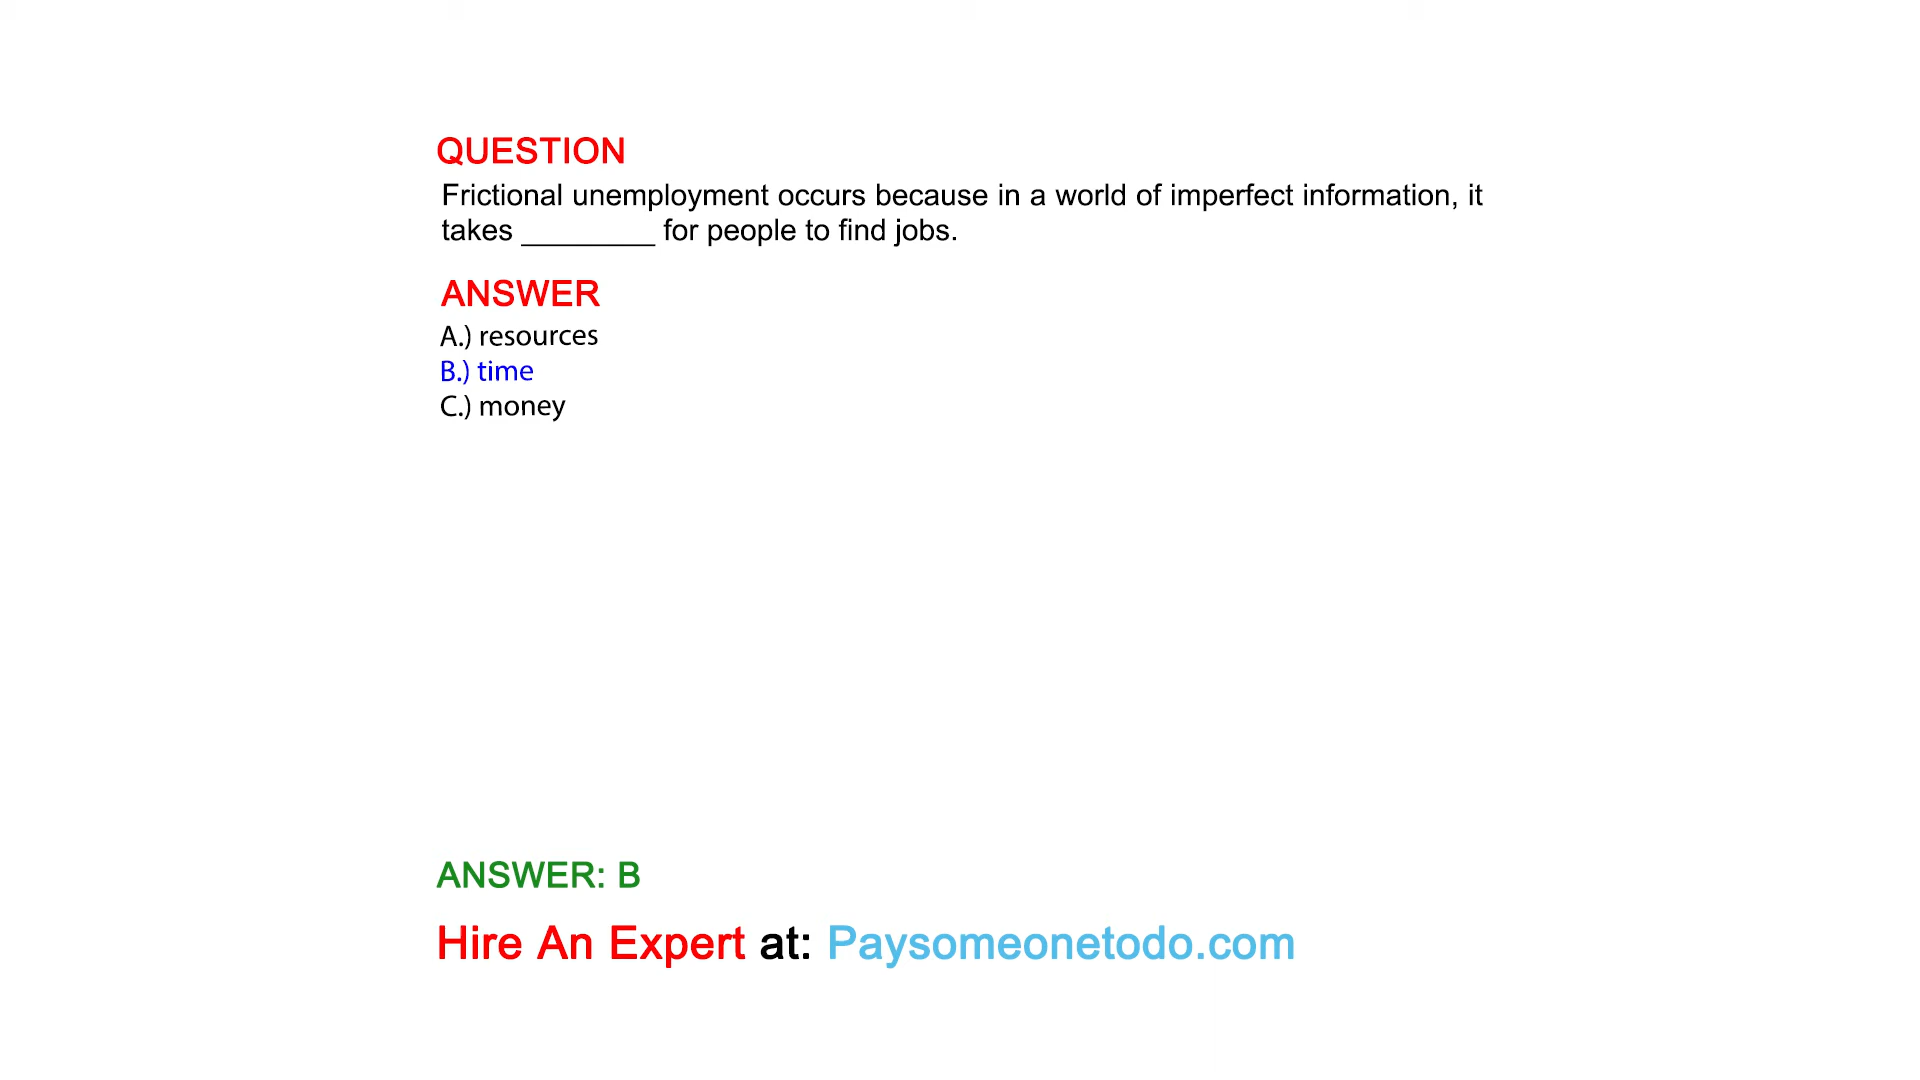 QUESTION
Frictional unemployment occurs because in a world of imperfect information, it
takes ________ for people to find jobs.
ANSWER
A.) resources
B.) time
C.) money
ANSWER: B
Hire An Expert at: Paysomeonetodo.com